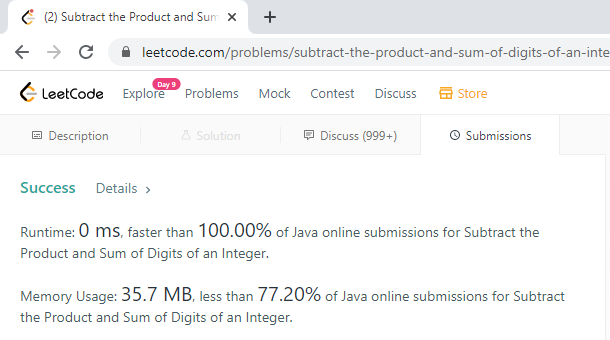 (2) Subtract the Product and Sum
leetcode.com/problems/subtract-the-product-and-sum-of-digits-of-an-inte
LeetCode Explore Day 9 Problems Mock Contest Discuss Store
Description Solution Discuss (999+) Submissions
Success Details >
Runtime: 0 ms, faster than 100.00% of Java online submissions for Subtract the
Product and Sum of Digits of an Integer.
Memory Usage: 35.7 MB, less than 77.20% of Java online submissions for Subtract
the Product and Sum of Digits of an Integer.